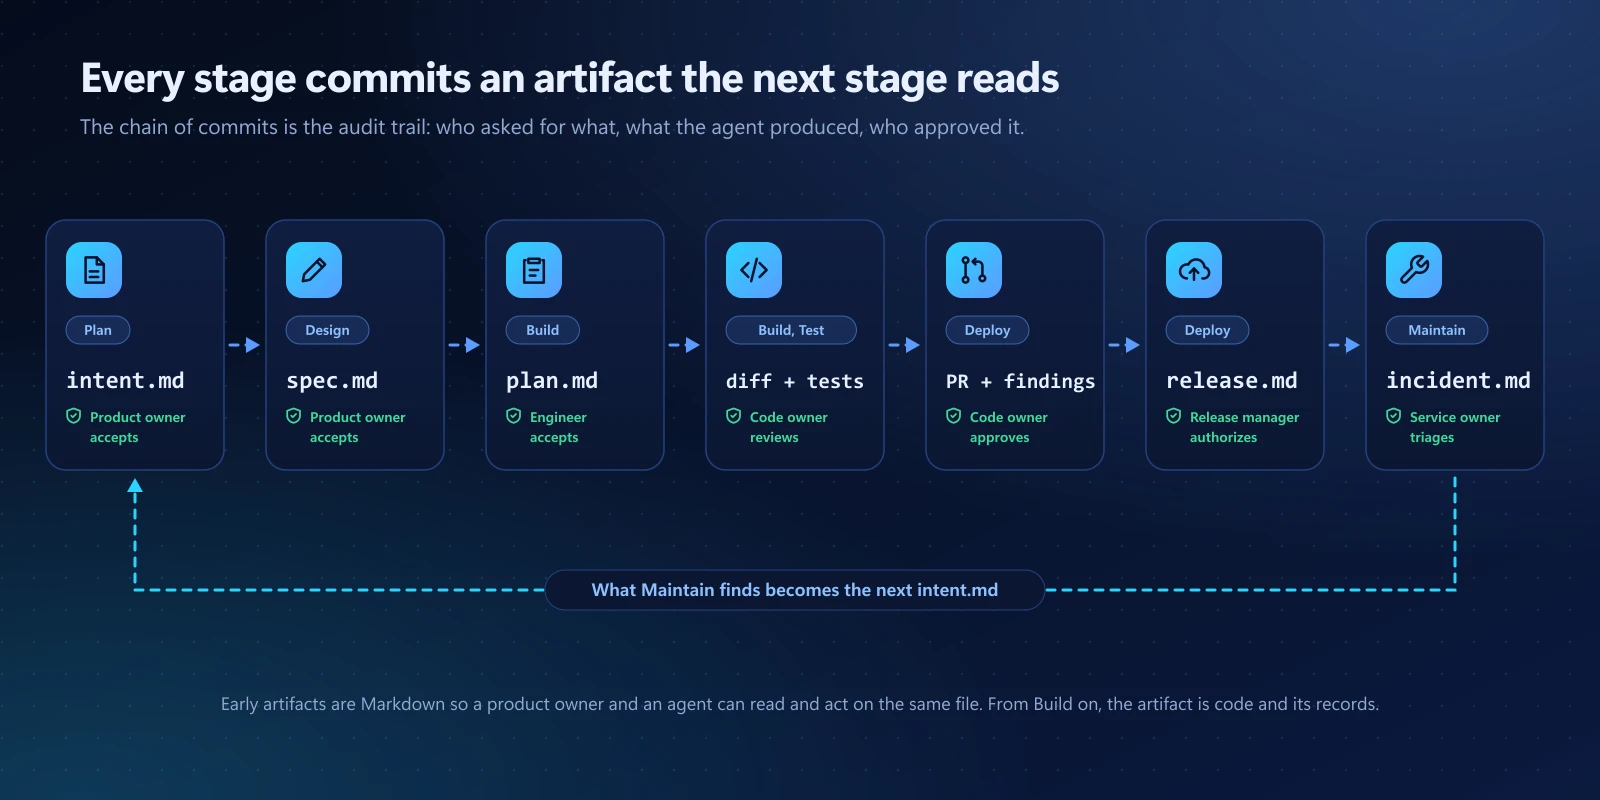 Every stage commits an artifact the next stage reads
The chain of commits is the audit trail: who asked for what, what the agent produced, who approved it.
Plan
intent.md
Product owner
accepts
Design
spec.md
Product owner
accepts
Build
plan.md
Engineer
accepts
Build, Test
diff + tests
Code owner
reviews
Deploy
PR + findings
Code owner
approves
Deploy
release.md
Release manager
authorizes
Maintain
incident.md
Service owner
triages
What Maintain finds becomes the next intent.md
Early artifacts are Markdown so a product owner and an agent can read and act on the same file. From Build on, the artifact is code and its records.